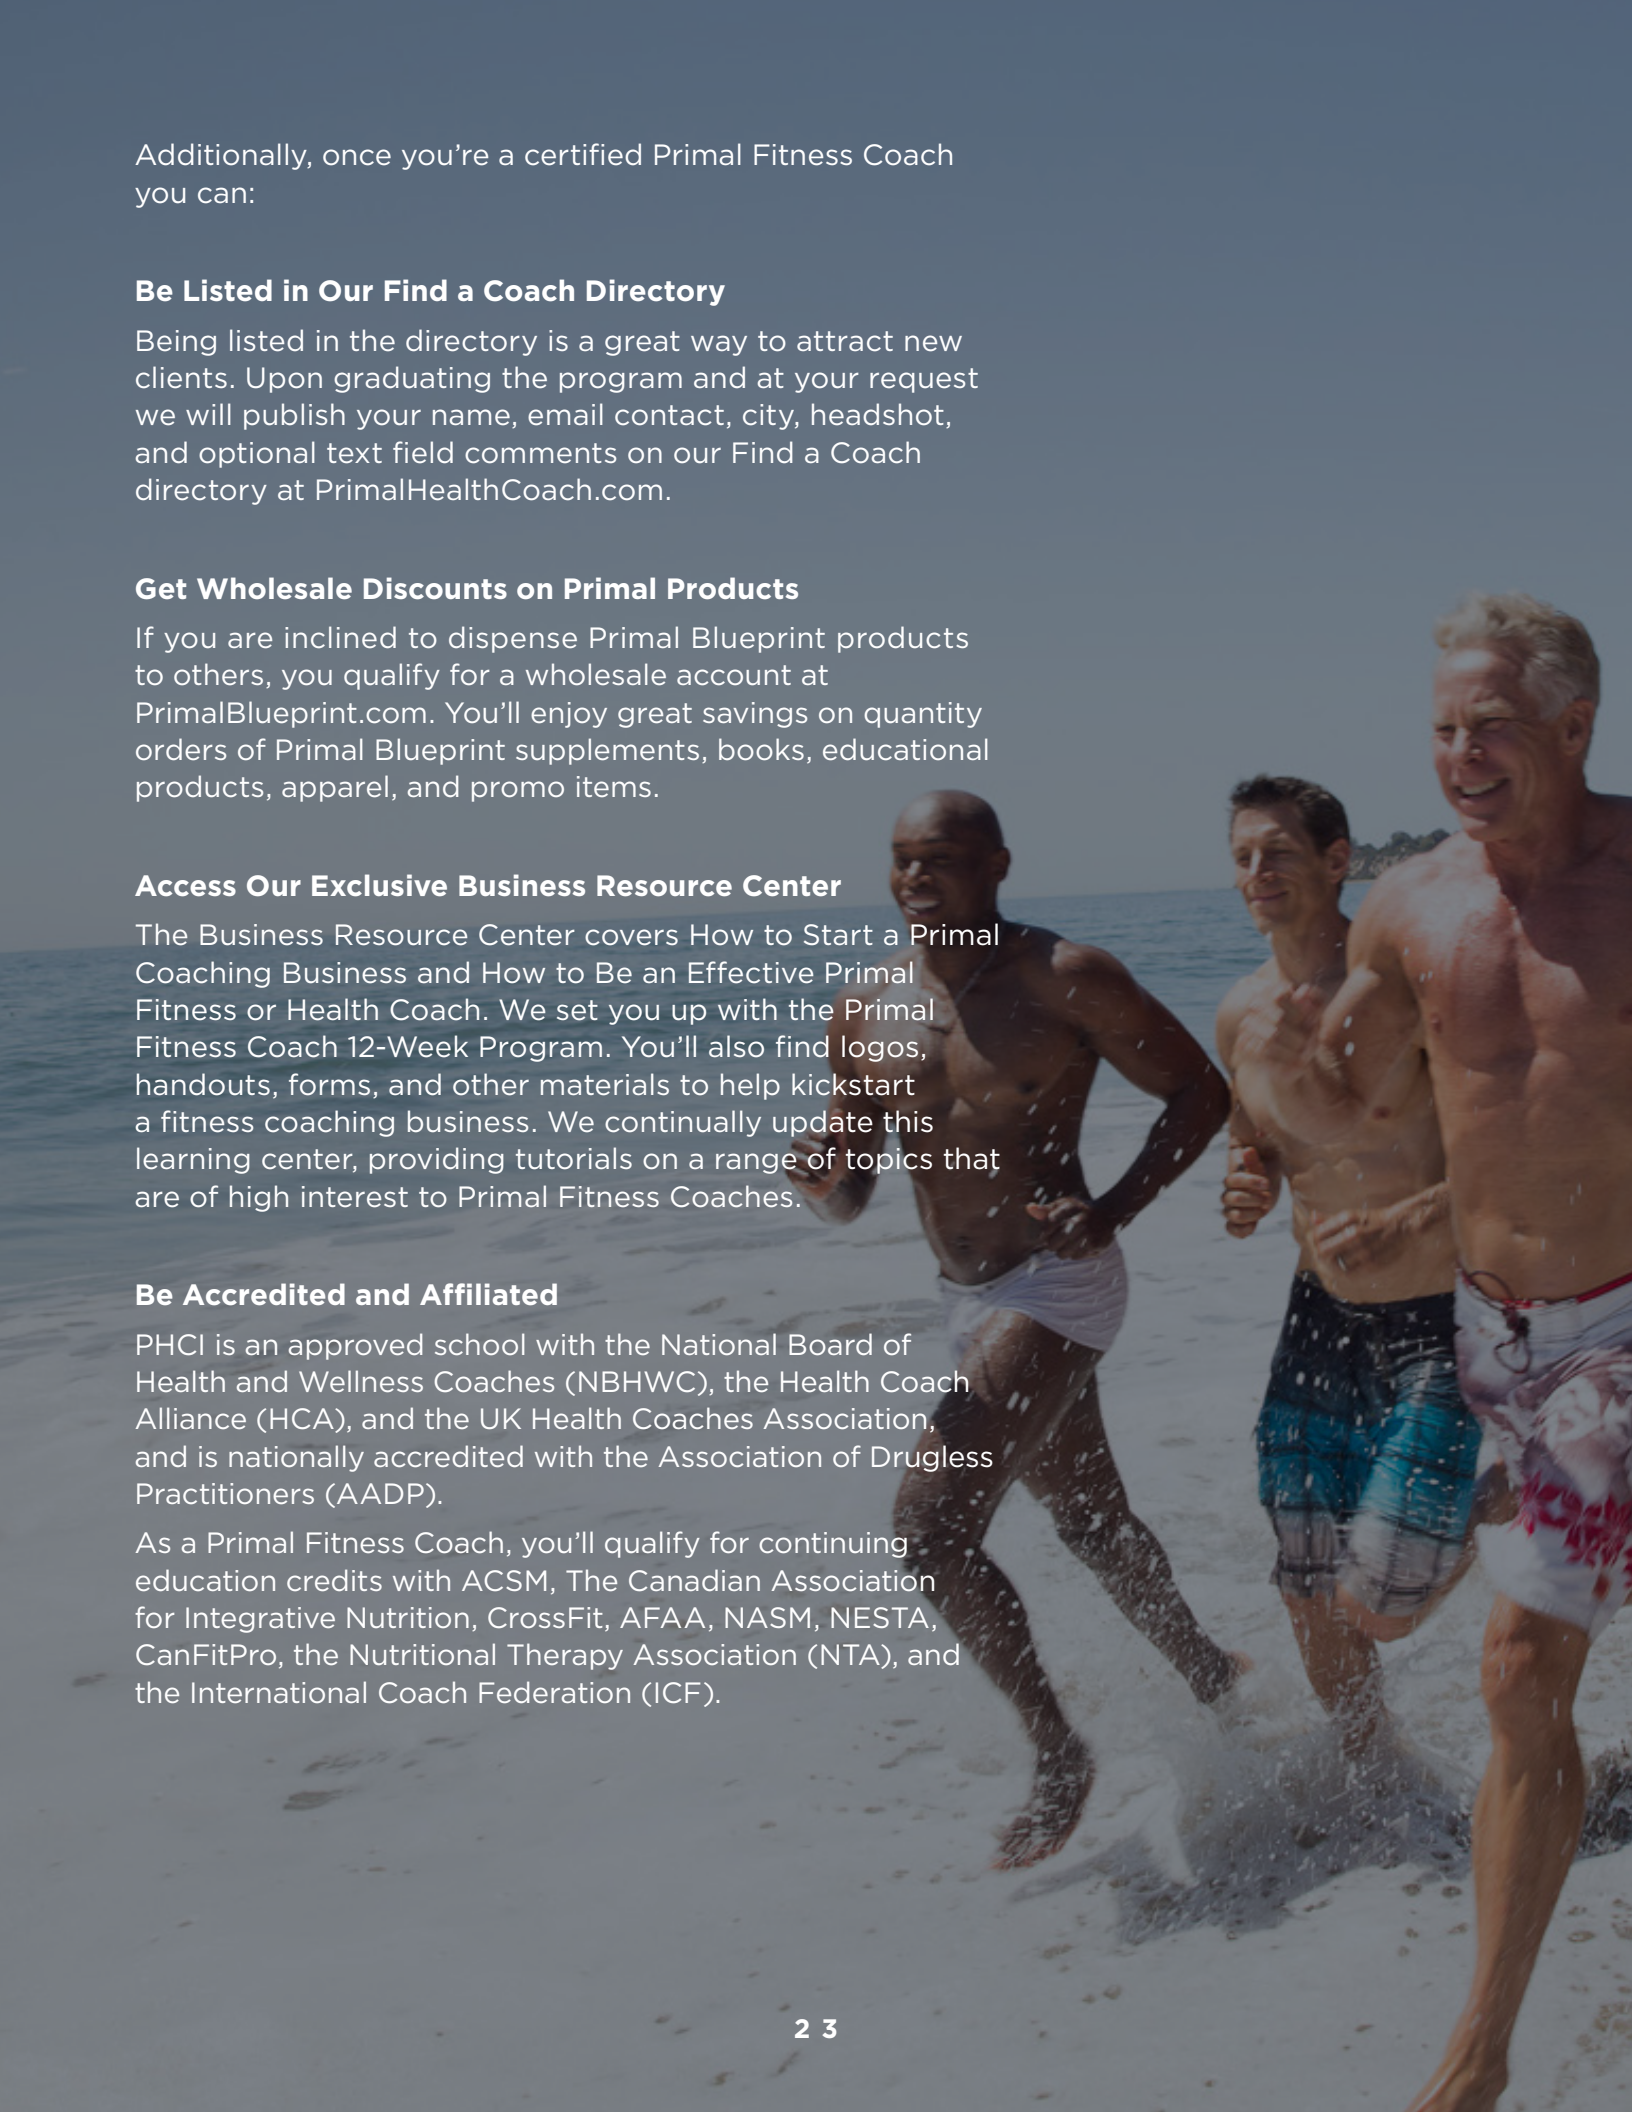 Additionally, once you’re a certified Primal Fitness Coach
you can:
Be Listed in Our Find a Coach Directory
Being listed in the directory is a great way to attract new
clients. Upon graduating the program and at your request
we will publish your name, email contact, city, headshot,
and optional text field comments on our Find a Coach
directory at PrimalHealthCoach.com.
Get Wholesale Discounts on Primal Products
If you are inclined to dispense Primal Blueprint products
to others, you qualify for a wholesale account at
PrimalBlueprint.com. You’ll enjoy great savings on quantity
orders of Primal Blueprint supplements, books, educational
products, apparel, and promo items.
Access Our Exclusive Business Resource Center
The Business Resource Center covers How to Start a Primal
Coaching Business and How to Be an Effective Primal
Fitness or Health Coach. We set you up with the Primal
Fitness Coach 12-Week Program. You’ll also find logos,
handouts, forms, and other materials to help kickstart
a fitness coaching business. We continually update this
learning center, providing tutorials on a range of topics that
are of high interest to Primal Fitness Coaches.
Be Accredited and Affiliated
PHCI is an approved school with the National Board of
Health and Wellness Coaches (NBHWC), the Health Coach
Alliance (HCA), and the UK Health Coaches Association,
and is nationally accredited with the Association of Drugless
Practitioners (AADP).
As a Primal Fitness Coach, you’ll qualify for continuing
education credits with ACSM, The Canadian Association
for Integrative Nutrition, CrossFit, AFAA, NASM, NESTA,
CanFitPro, the Nutritional Therapy Association (NTA), and
the International Coach Federation (ICF).
23